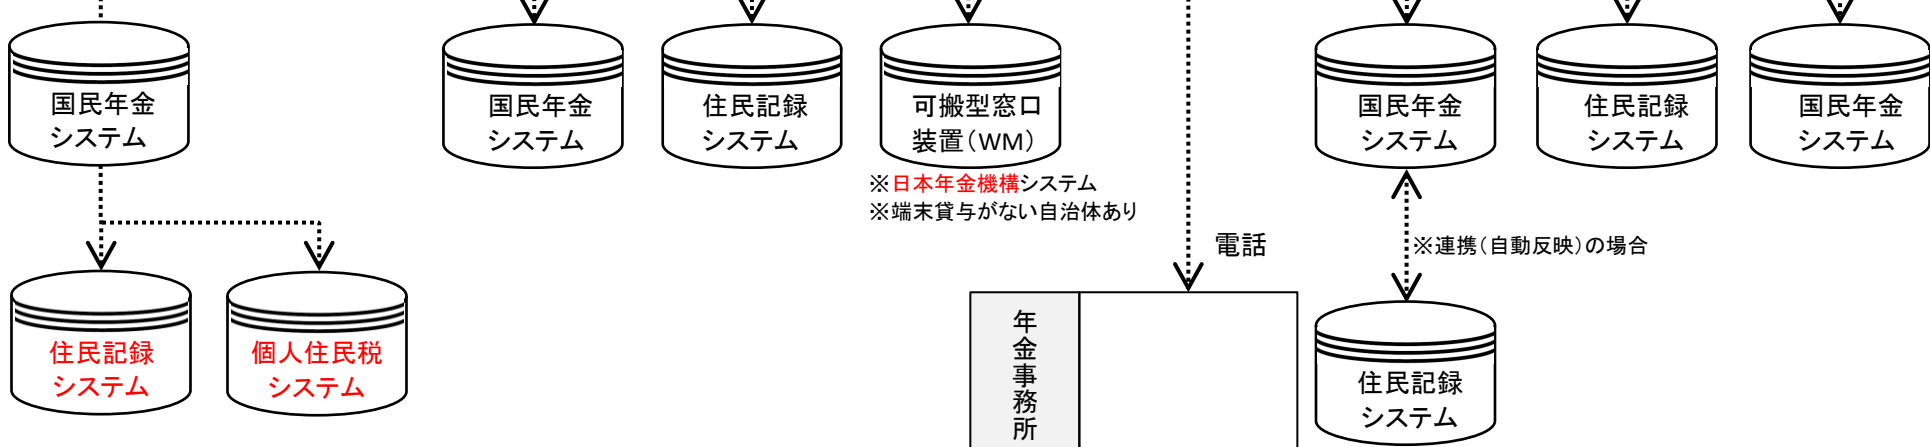 国民年金
システム
国民年金
システム
住民記録
システム
可搬型窓口
装置（WM）
※日本年金機構システム
※端末貸与がない自治体あり
国民年金
システム
住民記録
システム
国民年金
システム
電話
※連携（自動反映）の場合
住民記録
システム
個人住民税
システム
年金事務所
住民記録
システム